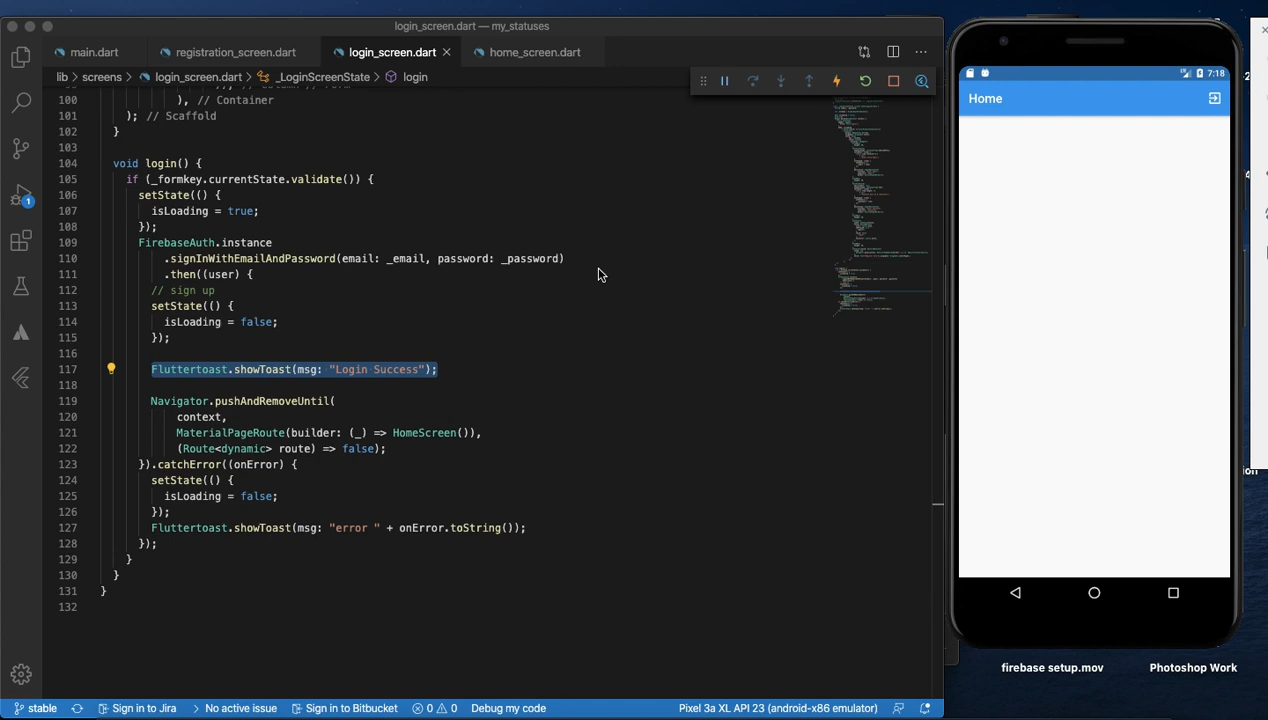 login_screen.dart — my_statuses
main.dart
registration_screen.dart
login_screen.dart
home_screen.dart
lib > screens > login_screen.dart > _LoginScreenState > login
100 ), // Container
101 ); // Scaffold
102 }
103
104 void login() {
105 if (_formkey.currentState.validate()) {
106 setState(() {
107 isLoading = true;
108 });
109 FirebaseAuth.instance
110 .signInWithEmailAndPassword(email: _email, password: _password)
111 .then((user) {
112 // sign up
113 setState(() {
114 isLoading = false;
115 });
116
117 Fluttertoast.showToast(msg: "Login Success");
118
119 Navigator.pushAndRemoveUntil(
120 context,
121 MaterialPageRoute(builder: (_) => HomeScreen()),
122 (Route<dynamic> route) => false);
123 }).catchError((onError) {
124 setState(() {
125 isLoading = false;
126 });
127 Fluttertoast.showToast(msg: "error " + onError.toString());
128 });
129 }
130 }
131 }
132
1
stable
Sign in to Jira
No active issue
Sign in to Bitbucket
0
0
Debug my code
Pixel 3a XL API 23 (android-x86 emulator)
7:18
Home
firebase setup.mov
Photoshop Work